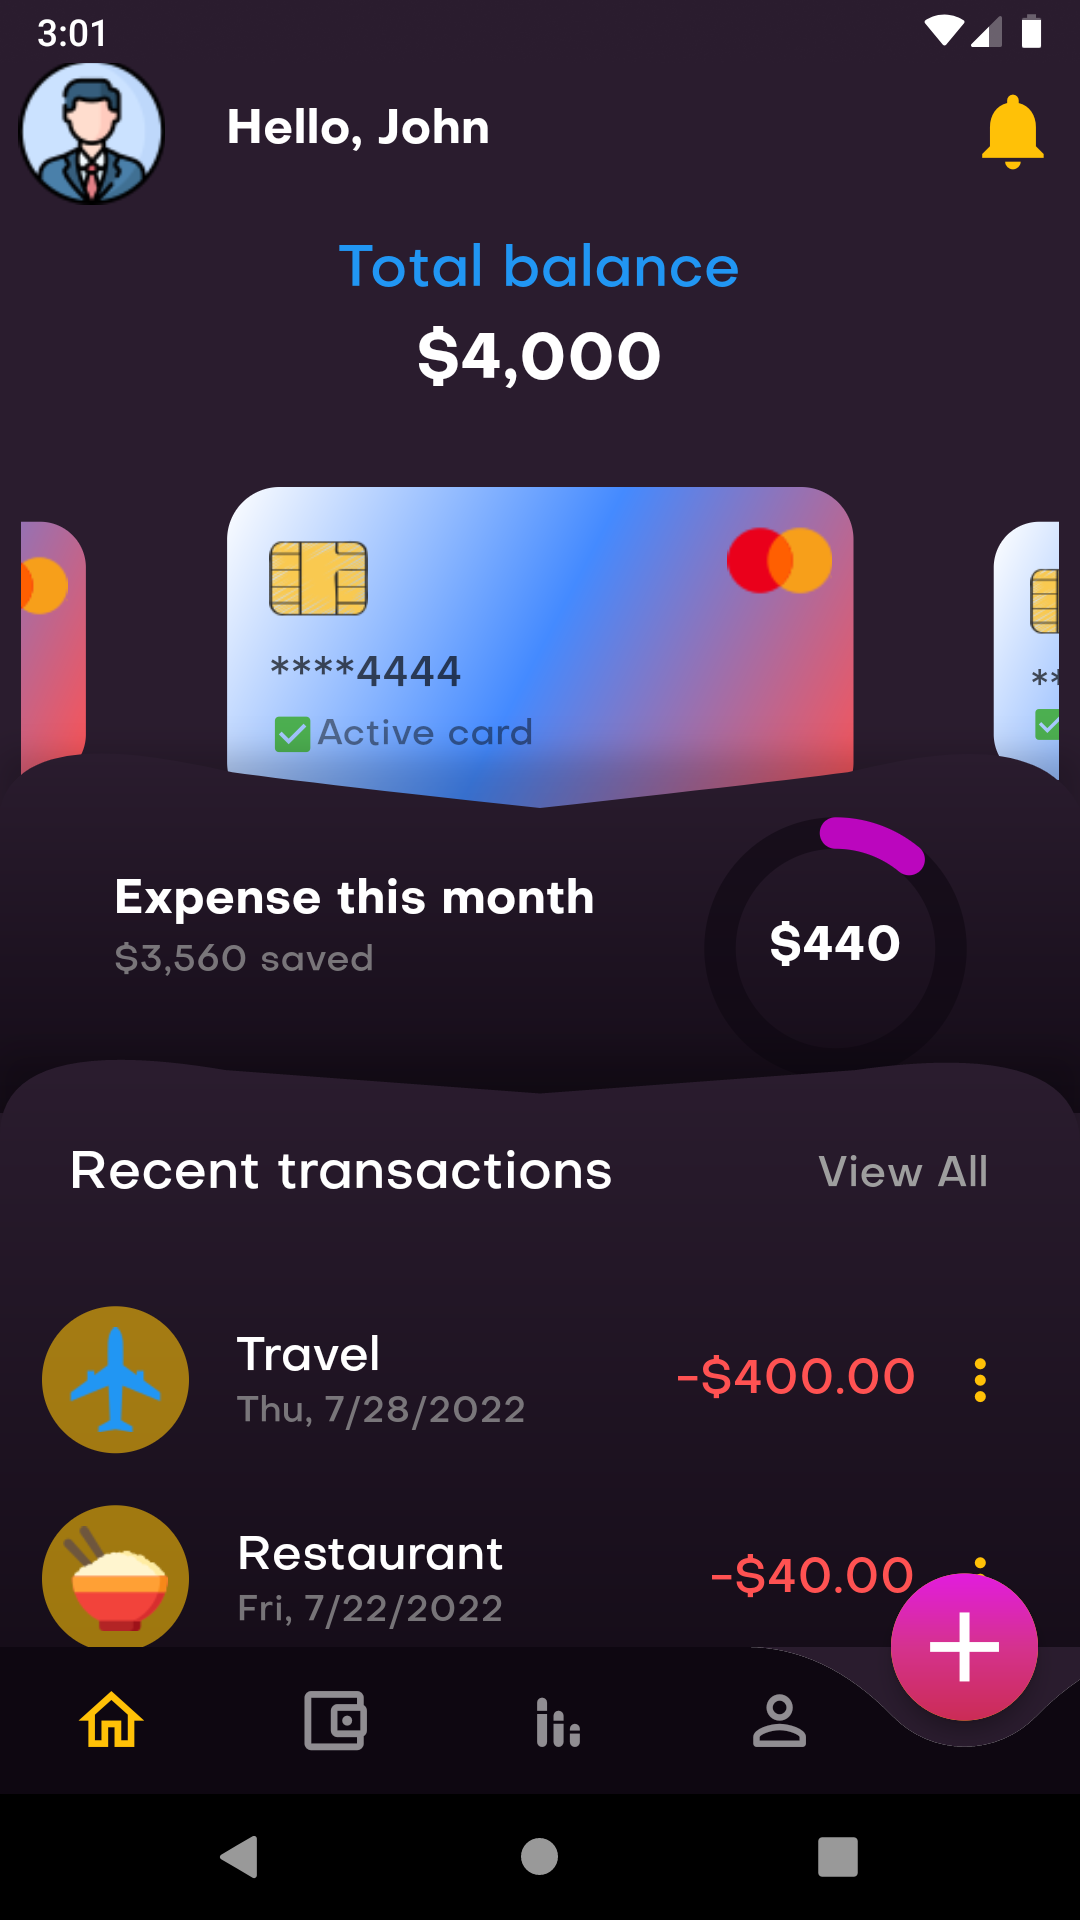 3:01
Hello, John
Total balance
$4,000
****4444
Active card
**
Expense this month
$3,560 saved
$440
Recent transactions
View All
Travel
Thu, 7/28/2022
-$400.00
Restaurant
Fri, 7/22/2022
-$40.00